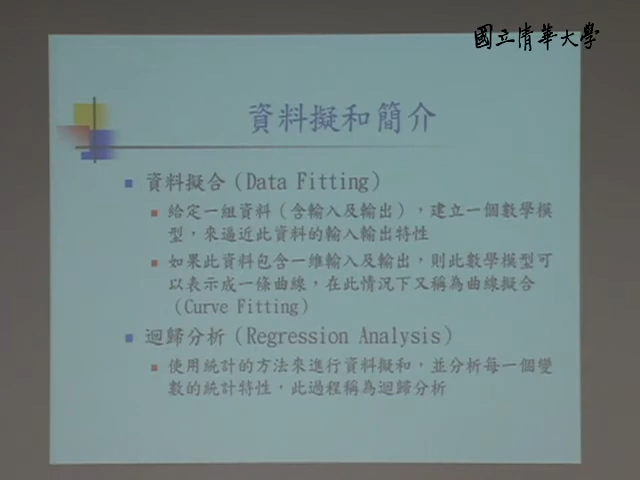 國立清華大學
資料擬和簡介
資料擬合(Data Fitting)
給定一組資料(含輸入及輸出),建立一個數學模
型,來逼近此資料的輸入輸出特性
如果此資料包含一維輸入及輸出,則此數學模型可
以表示成一條曲線,在此情況下又稱為曲線擬合
(Curve Fitting)
迴歸分析(Regression Analysis)
使用統計的方法來進行資料擬和,並分析每一個變
數的統計特性,此過程稱為迴歸分析